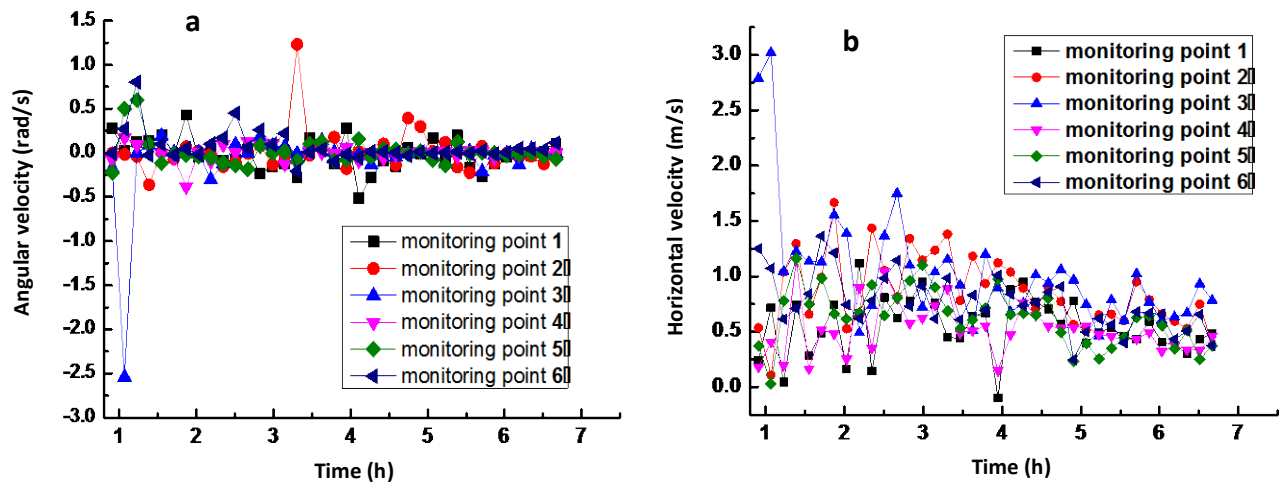 a
Angular velocity (rad/s)
1.5
1.0
0.5
0.0
-0.5
-1.0
-1.5
-2.0
-2.5
-3.0
monitoring point 1
monitoring point 2
monitoring point 3
monitoring point 4
monitoring point 5
monitoring point 6
1 2 3 4 5 6 7
Time (h)
b
Horizontal velocity (m/s)
3.0
2.5
2.0
1.5
1.0
0.5
0.0
monitoring point 1
monitoring point 2
monitoring point 3
monitoring point 4
monitoring point 5
monitoring point 6
1 2 3 4 5 6 7
Time (h)